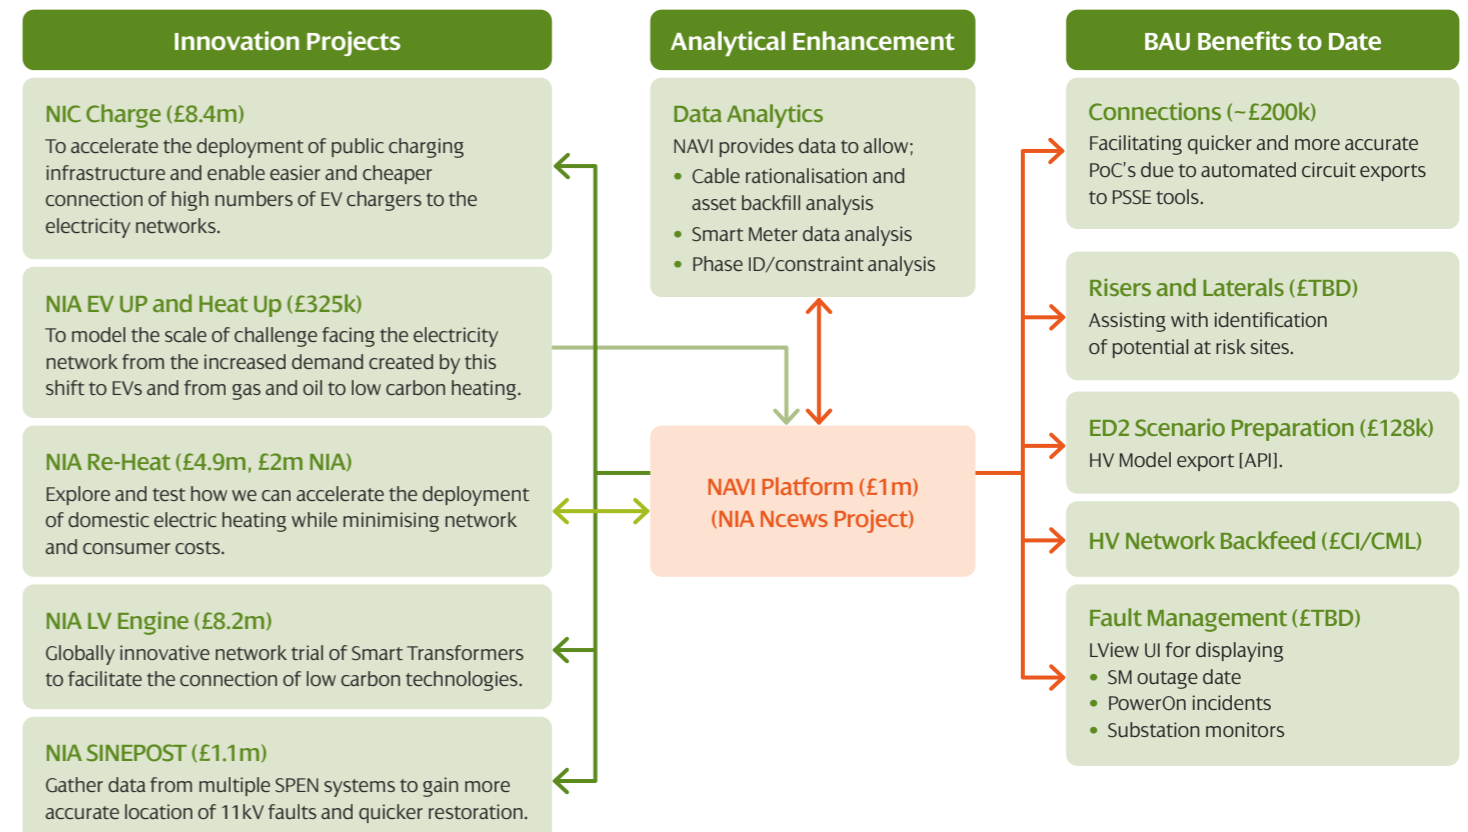 Innovation Projects
NIC Charge (£8.4m)
To accelerate the deployment of public charging
infrastructure and enable easier and cheaper
connection of high numbers of EV chargers to the
electricity networks.
NIA EV UP and Heat Up (£325k)
To model the scale of challenge facing the electricity
network from the increased demand created by this
shift to EVs and from gas and oil to low carbon heating.
NIA Re-Heat (£4.9m, £2m NIA)
Explore and test how we can accelerate the deployment
of domestic electric heating while minimising network
and consumer costs.
NIA LV Engine (£8.2m)
Globally innovative network trial of Smart Transformers
to facilitate the connection of low carbon technologies.
NIA SINEPOST (£1.1m)
Gather data from multiple SPEN systems to gain more
accurate location of 11kV faults and quicker restoration.
Analytical Enhancement
Data Analytics
NAVI provides data to allow;
• Cable rationalisation and
asset backfill analysis
• Smart Meter data analysis
• Phase ID/constraint analysis
NAVI Platform (£1m)
(NIA Ncews Project)
BAU Benefits to Date
Connections (~£200k)
Facilitating quicker and more accurate
PoC's due to automated circuit exports
to PSSE tools.
Risers and Laterals (£TBD)
Assisting with identification
of potential at risk sites.
ED2 Scenario Preparation (£128k)
HV Model export [API].
HV Network Backfeed (£CI/CML)
Fault Management (£TBD)
LView UI for displaying
• SM outage date
• PowerOn incidents
• Substation monitors